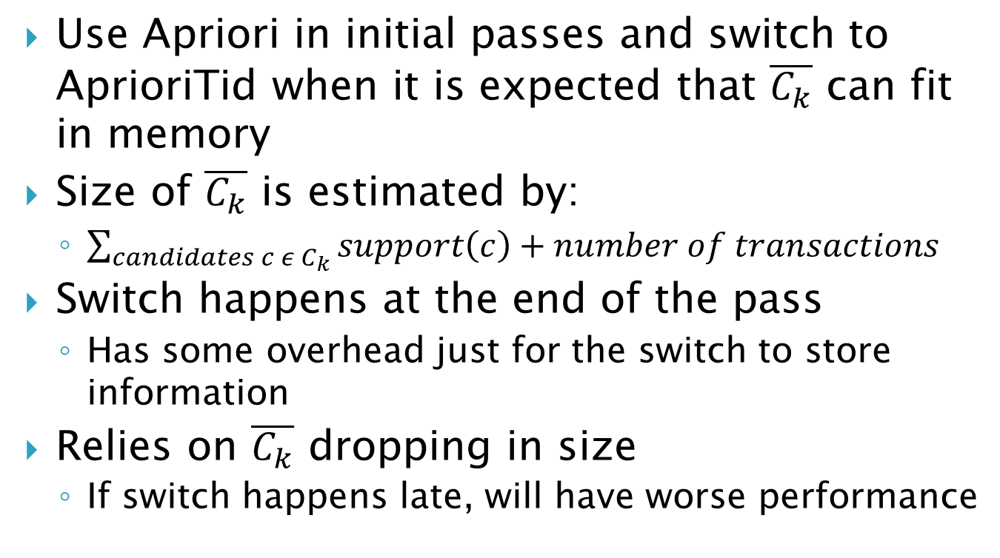 Use Apriori in initial passes and switch to
AprioriTid when it is expected that $\overline{C_k}$ can fit
in memory
Size of $\overline{C_k}$ is estimated by:
$\sum_{candidates\ c\ \epsilon\ C_k} support(c) + number\ of\ transactions$
Switch happens at the end of the pass
Has some overhead just for the switch to store
information
Relies on $\overline{C_k}$ dropping in size
If switch happens late, will have worse performance